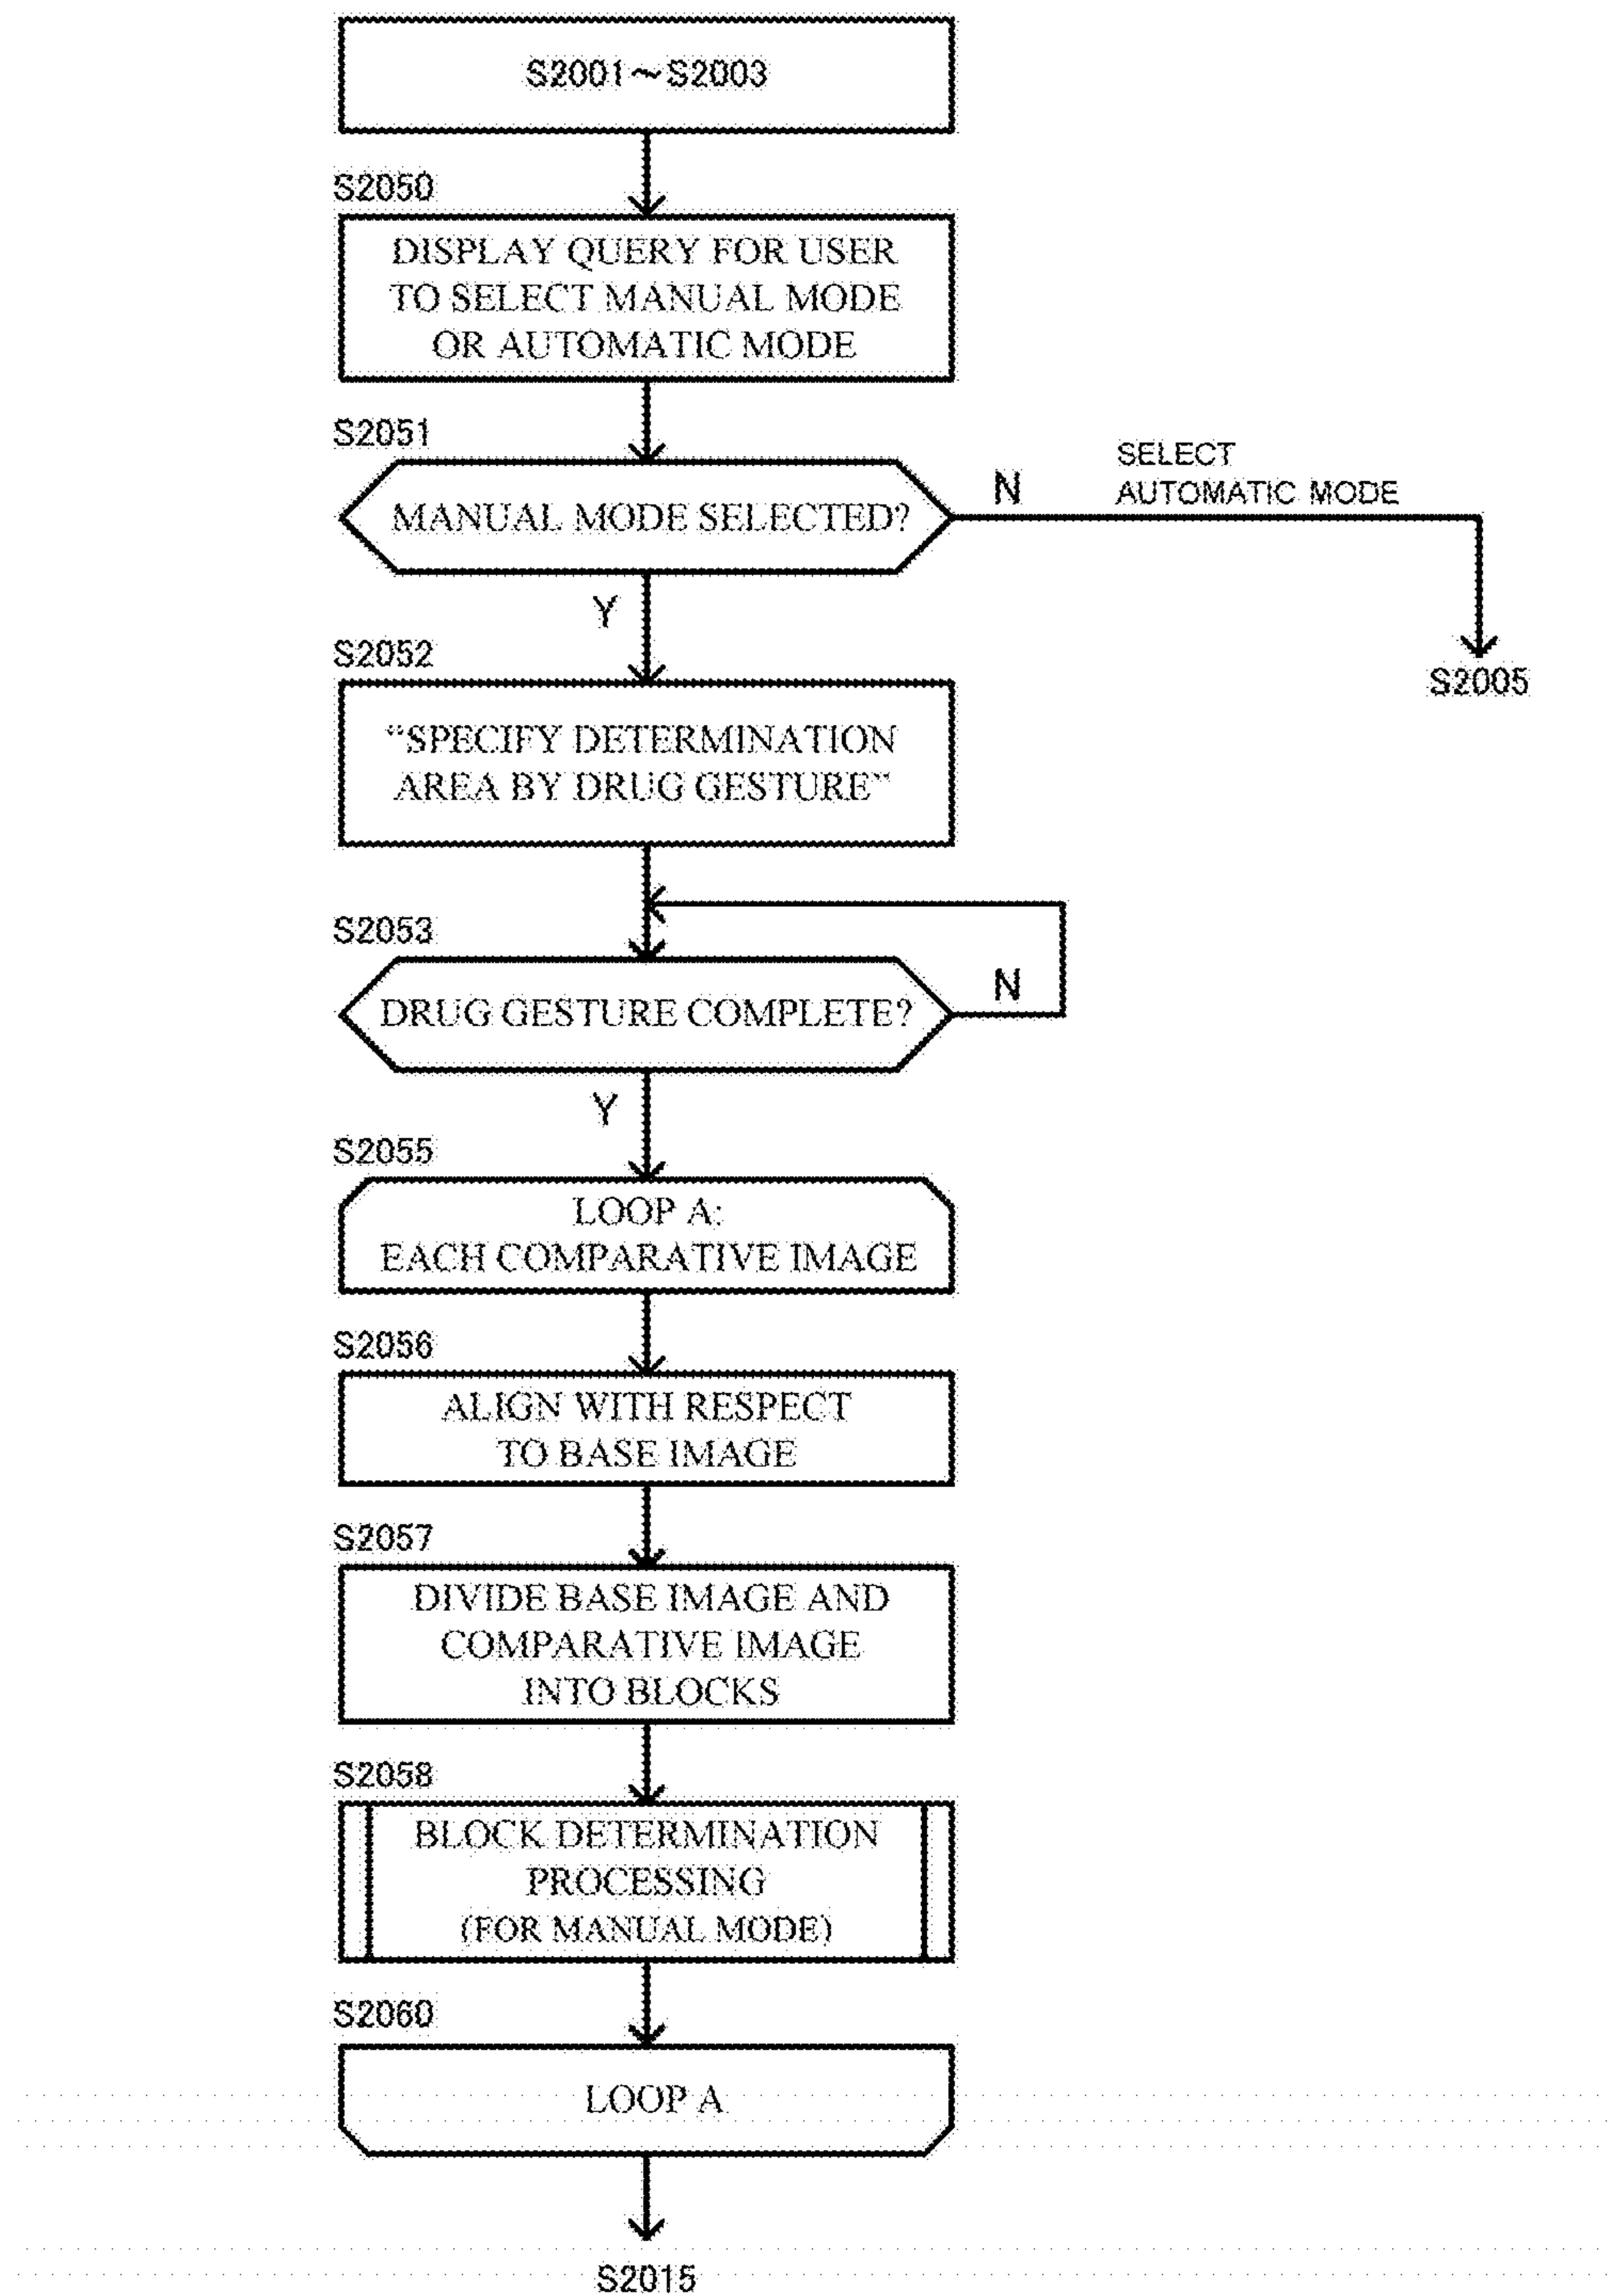 S2001～S2003
S2050
DISPLAY QUERY FOR USER
TO SELECT MANUAL MODE
OR AUTOMATIC MODE
S2051
MANUAL MODE SELECTED?
N
SELECT
AUTOMATIC MODE
S2005
Y
S2052
“SPECIFY DETERMINATION
AREA BY DRUG GESTURE”
S2053
DRUG GESTURE COMPLETE?
N
Y
S2055
LOOP A:
EACH COMPARATIVE IMAGE
S2056
ALIGN WITH RESPECT
TO BASE IMAGE
S2057
DIVIDE BASE IMAGE AND
COMPARATIVE IMAGE
INTO BLOCKS
S2058
BLOCK DETERMINATION
PROCESSING
(FOR MANUAL MODE)
S2060
LOOP A
S2015